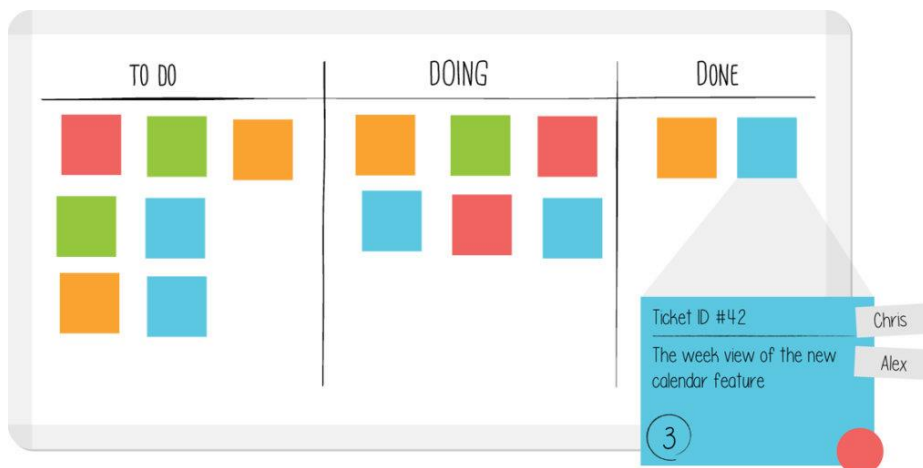 TO DO
DOING
DONE
Ticket ID #42
Chris
The week view of the new
calendar feature
Alex
3